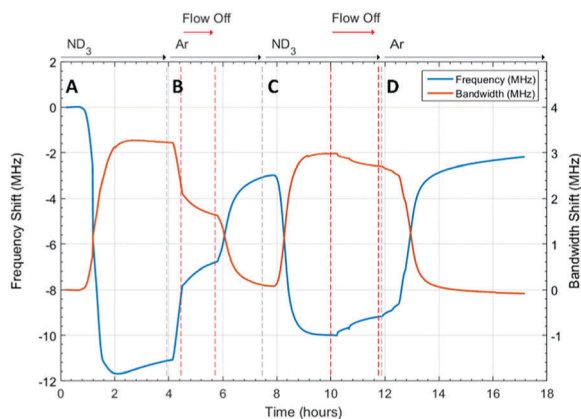 Flow Off Flow Off
ND3 Ar ND3 Ar
A B C D
Frequency (MHz)
Bandwidth (MHz)
2
0
-2
-4
-6
-8
-10
-12
Frequency Shift (MHz)
4
3
2
1
0
-1
Bandwidth Shift (MHz)
0 2 4 6 8 10 12 14 16 18
Time (hours)